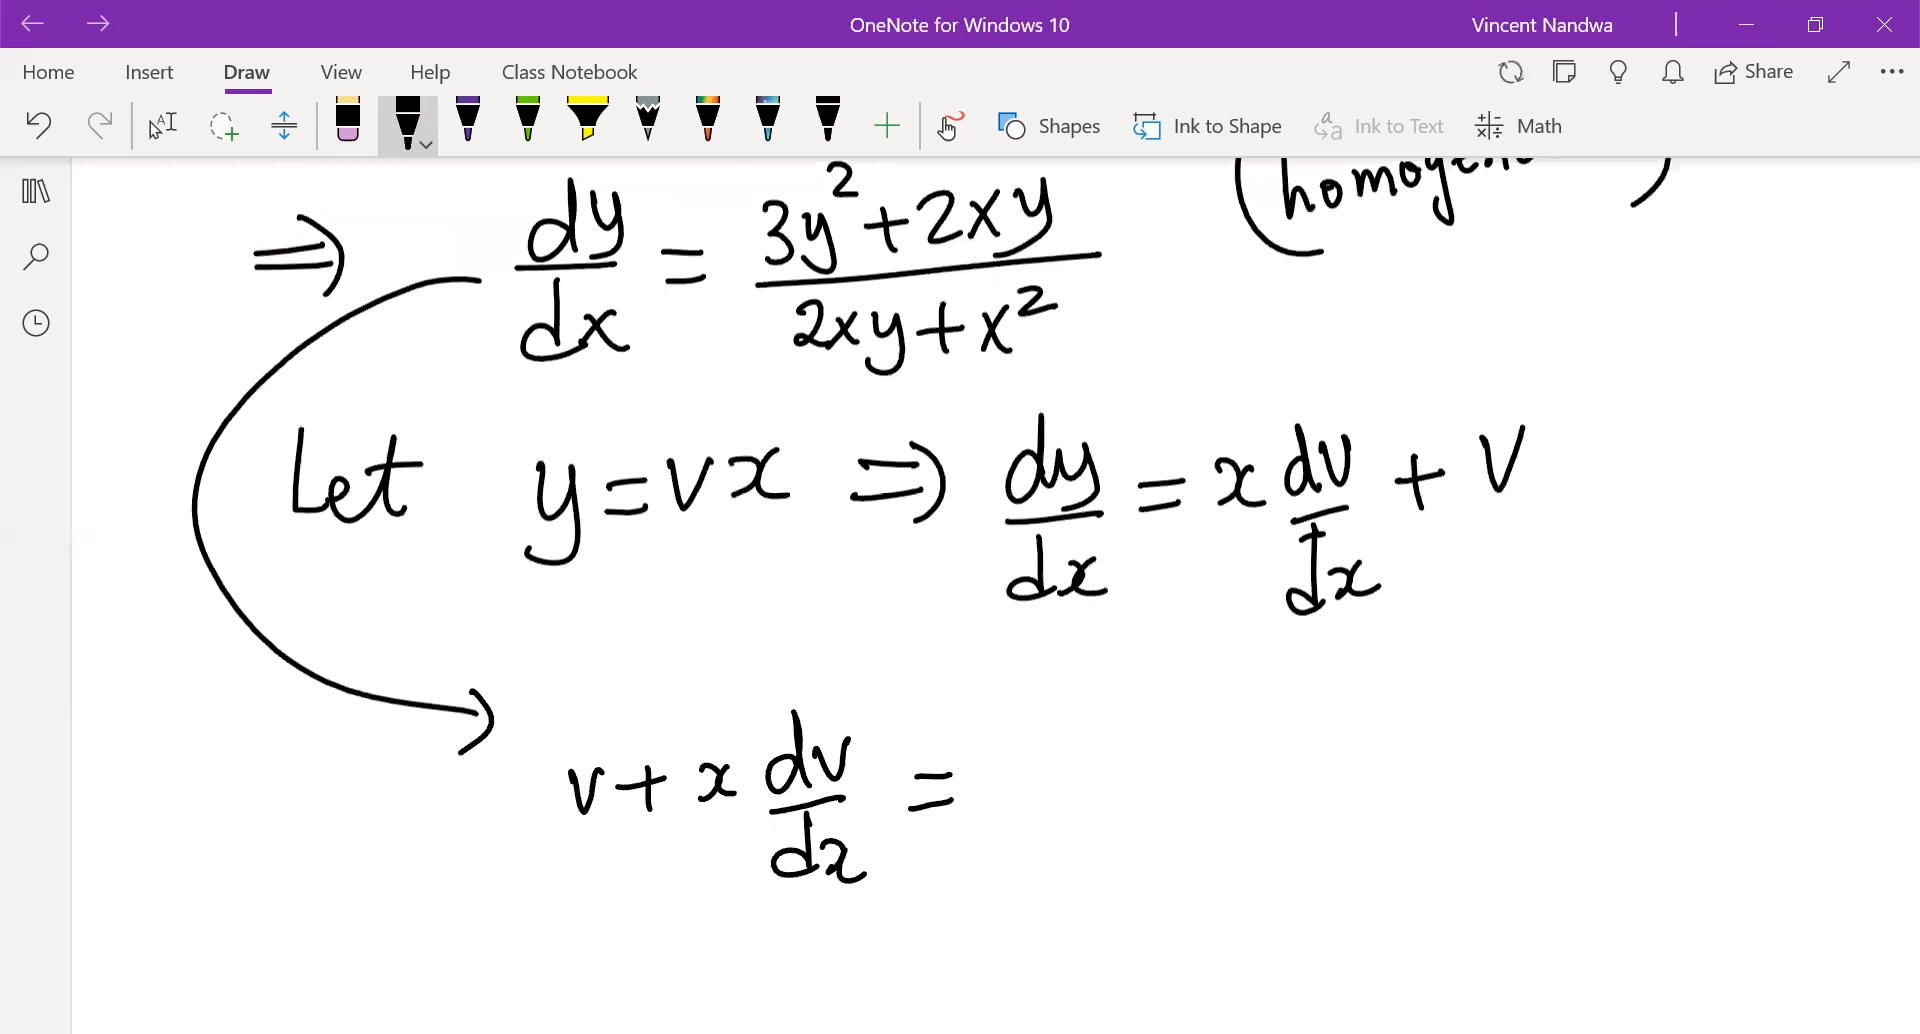 OneNote for Windows 10 Vincent Nandwa
Home Insert Draw View Help Class Notebook Share
Shapes Ink to Shape Ink to Text Math
⇒ dy/dx = (3y² + 2xy)/(2xy + x²)
Let y = vx ⇒ dy/dx = x dv/dx + v
v + x dv/dx =